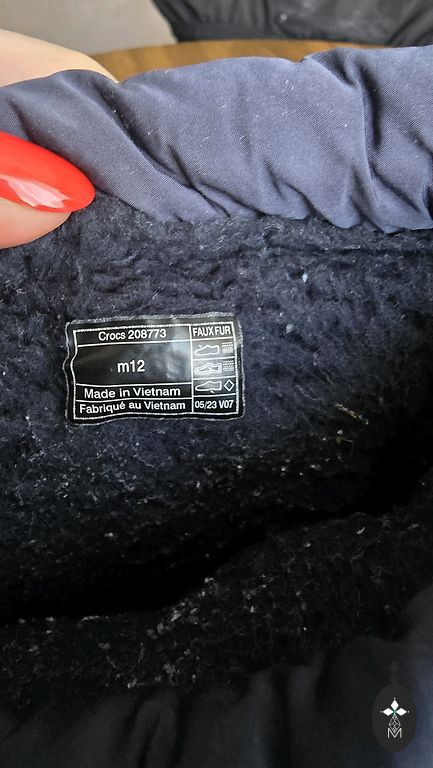 Crocs 208773
FAUX FUR
m12
Made in Vietnam
Fabriqué au Vietnam
05/23 V07